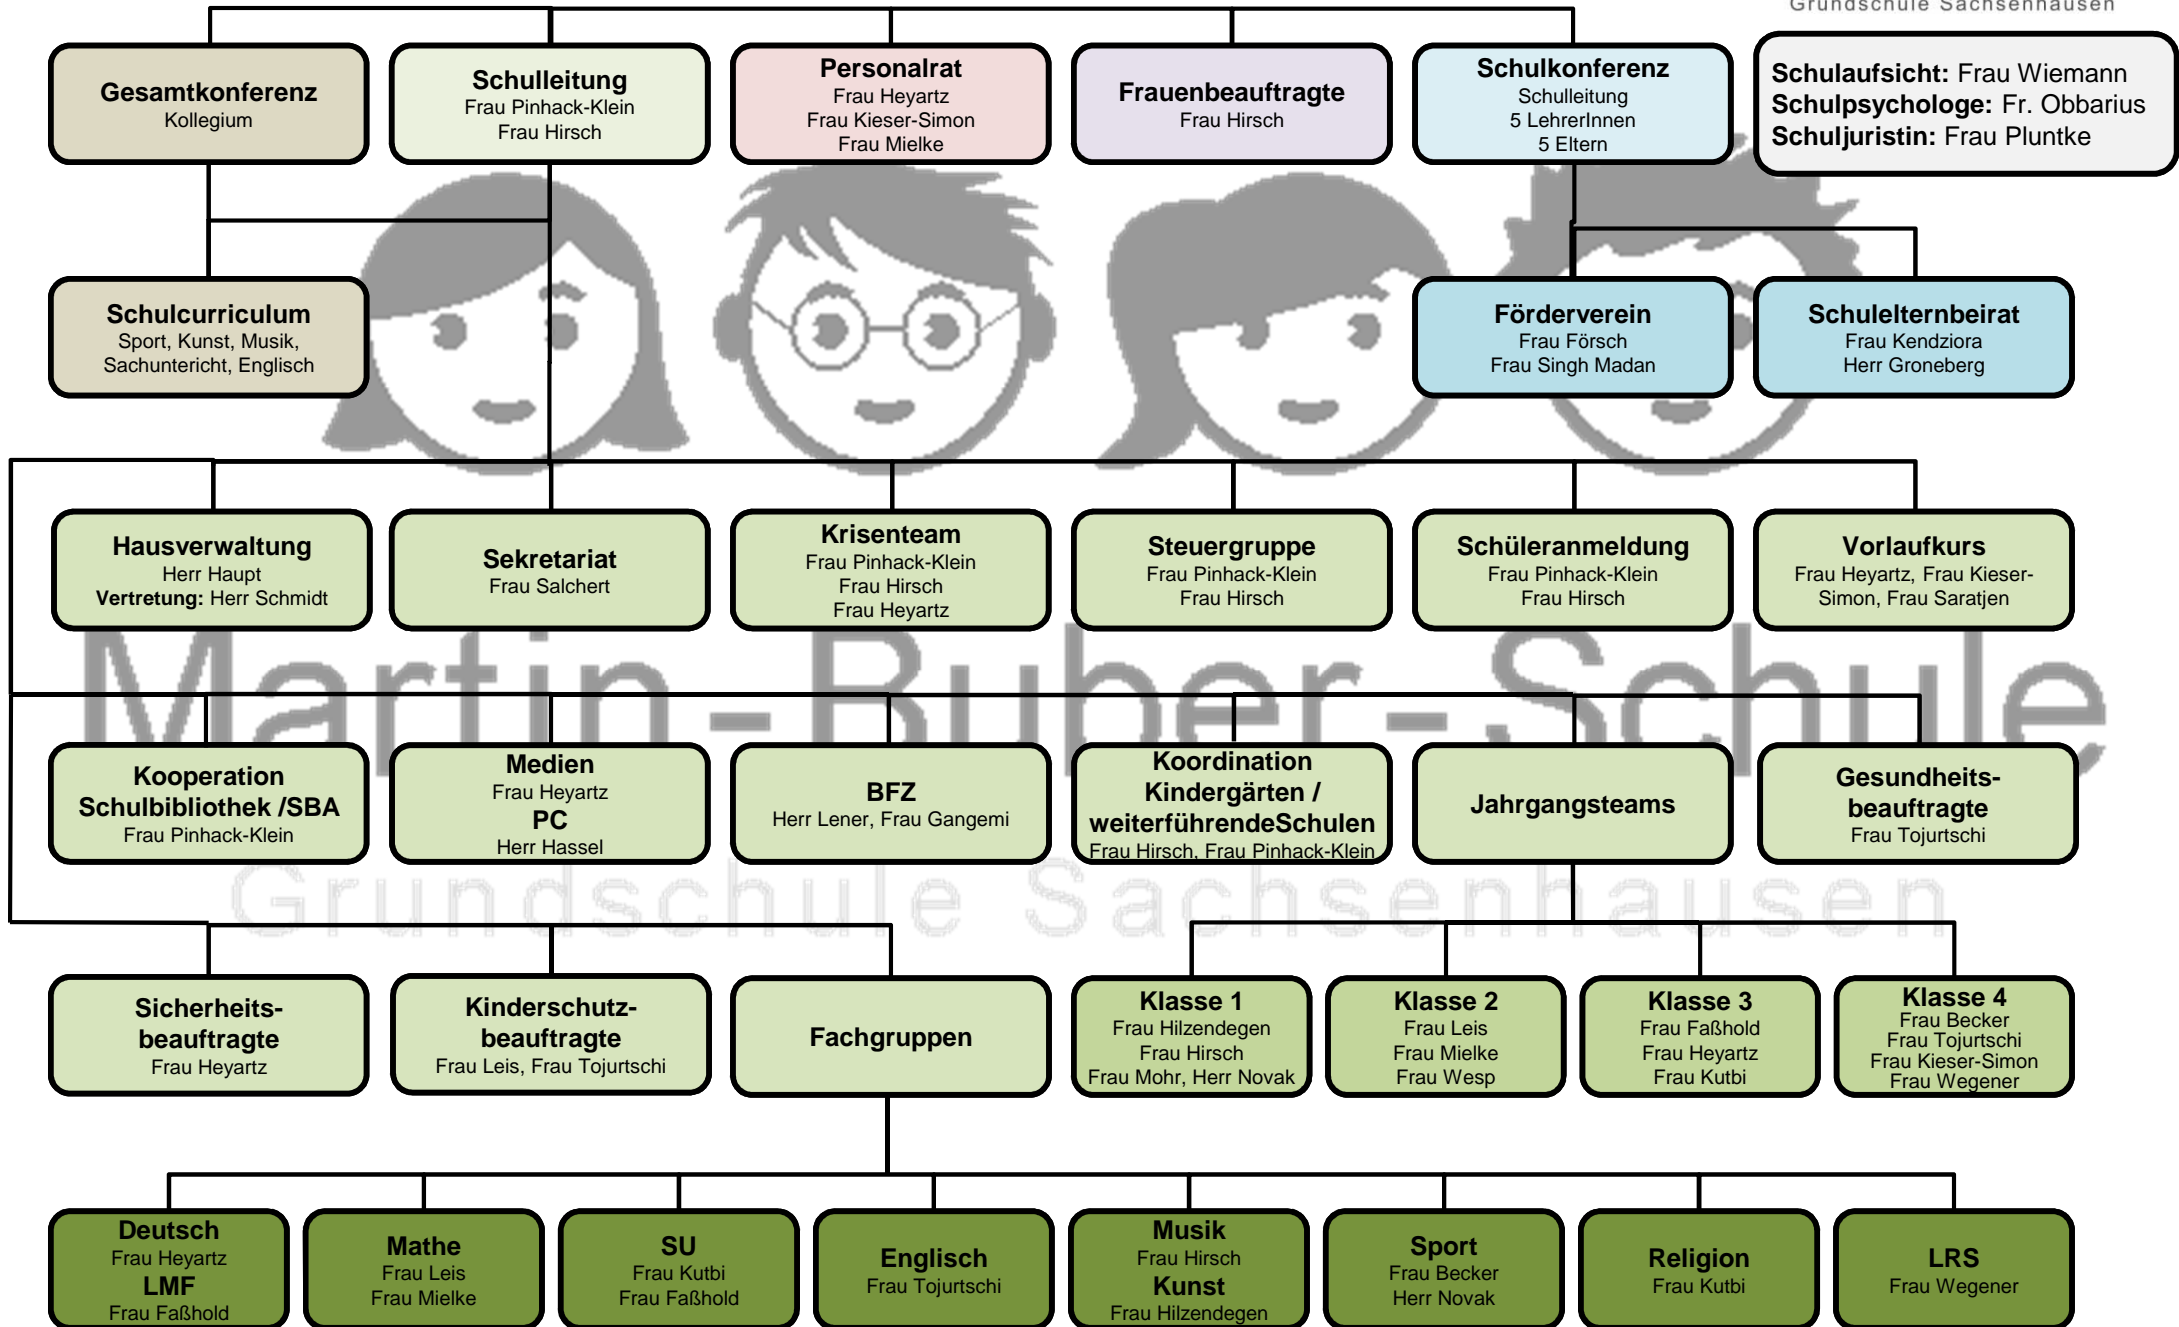 Grundschule Sachsenhausen
Gesamtkonferenz
Kollegium
Schulleitung
Frau Pinhack-Klein
Frau Hirsch
Personalrat
Frau Heyartz
Frau Kieser-Simon
Frau Mielke
Frauenbeauftragte
Frau Hirsch
Schulkonferenz
Schulleitung
5 LehrerInnen
5 Eltern
Schulaufsicht: Frau Wiemann
Schulpsychologe: Fr. Obbarius
Schuljuristin: Frau Pluntke
Schulcurriculum
Sport, Kunst, Musik,
Sachuntericht, Englisch
Förderverein
Frau Försch
Frau Singh Madan
Schulelternbeirat
Frau Kendziora
Herr Groneberg
Hausverwaltung
Herr Haupt
Vertretung: Herr Schmidt
Sekretariat
Frau Salchert
Krisenteam
Frau Pinhack-Klein
Frau Hirsch
Frau Heyartz
Steuergruppe
Frau Pinhack-Klein
Frau Hirsch
Schüleranmeldung
Frau Pinhack-Klein
Frau Hirsch
Vorlaufkurs
Frau Heyartz, Frau Kieser-
Simon, Frau Saratjen
Martin-Buber-Schule
Kooperation
Schulbibliothek /SBA
Frau Pinhack-Klein
Medien
Frau Heyartz
PC
Herr Hassel
BFZ
Herr Lener, Frau Gangemi
Koordination
Kindergärten /
weiterführendeSchulen
Frau Hirsch, Frau Pinhack-Klein
Jahrgangsteams
Gesundheits-
beauftragte
Frau Tojurtschi
Grundschule Sachsenhausen
Sicherheits-
beauftragte
Frau Heyartz
Kinderschutz-
beauftragte
Frau Leis, Frau Tojurtschi
Fachgruppen
Klasse 1
Frau Hilzendegen
Frau Hirsch
Frau Mohr, Herr Novak
Klasse 2
Frau Leis
Frau Mielke
Frau Wesp
Klasse 3
Frau Faßhold
Frau Heyartz
Frau Kutbi
Klasse 4
Frau Becker
Frau Tojurtschi
Frau Kieser-Simon
Frau Wegener
Deutsch
Frau Heyartz
LMF
Frau Faßhold
Mathe
Frau Leis
Frau Mielke
SU
Frau Kutbi
Frau Faßhold
Englisch
Frau Tojurtschi
Musik
Frau Hirsch
Kunst
Frau Hilzendegen
Sport
Frau Becker
Herr Novak
Religion
Frau Kutbi
LRS
Frau Wegener